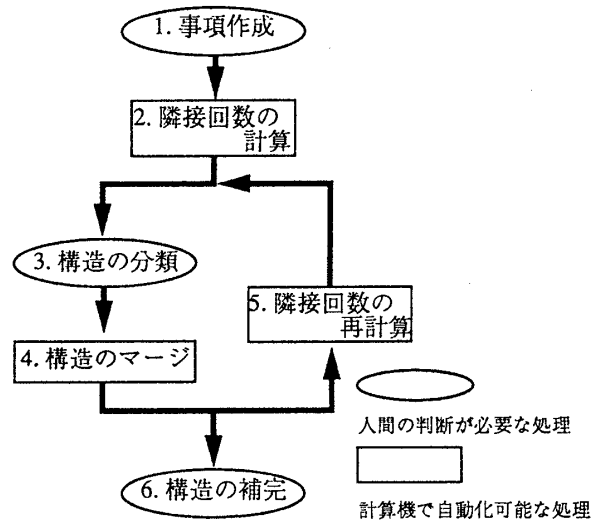 1. 事項作成
2. 隣接回数の
計算
3. 構造の分類
5. 隣接回数の
再計算
4. 構造のマージ
人間の判断が必要な処理
6. 構造の補完
計算機で自動化可能な処理